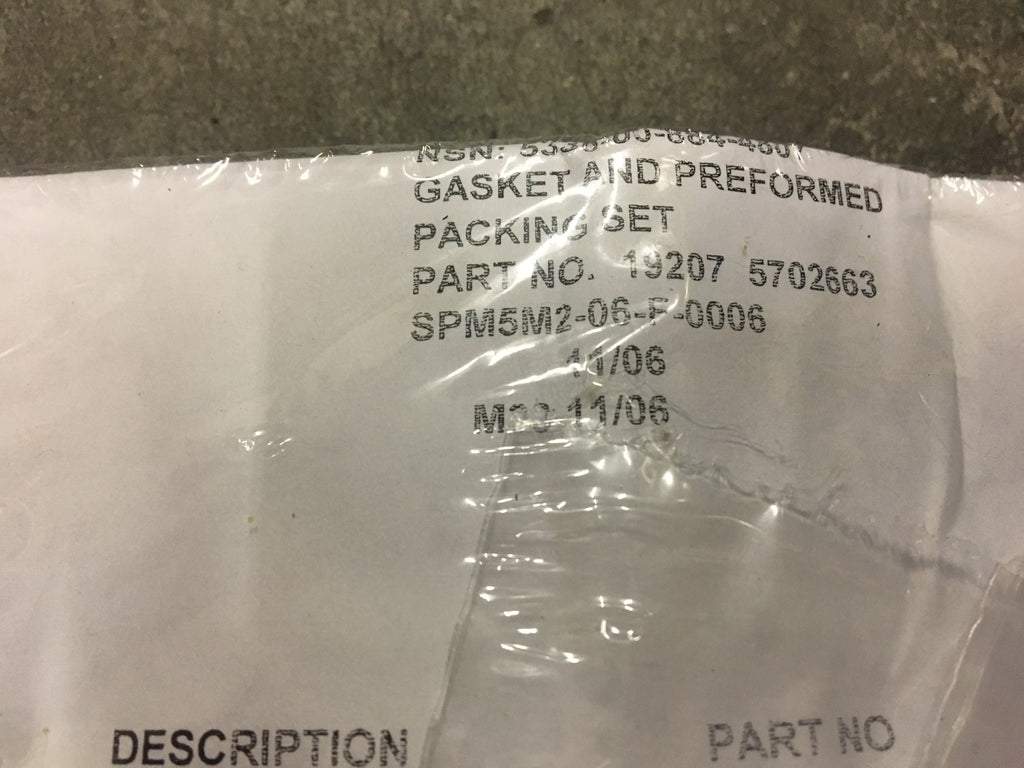 NSN:
GASKET AND PREFORMED
PACKING SET
PART NO. 19207 5702663
SPM5M2-06-F-0006
11/06
11/06
DESCRIPTION PART NO